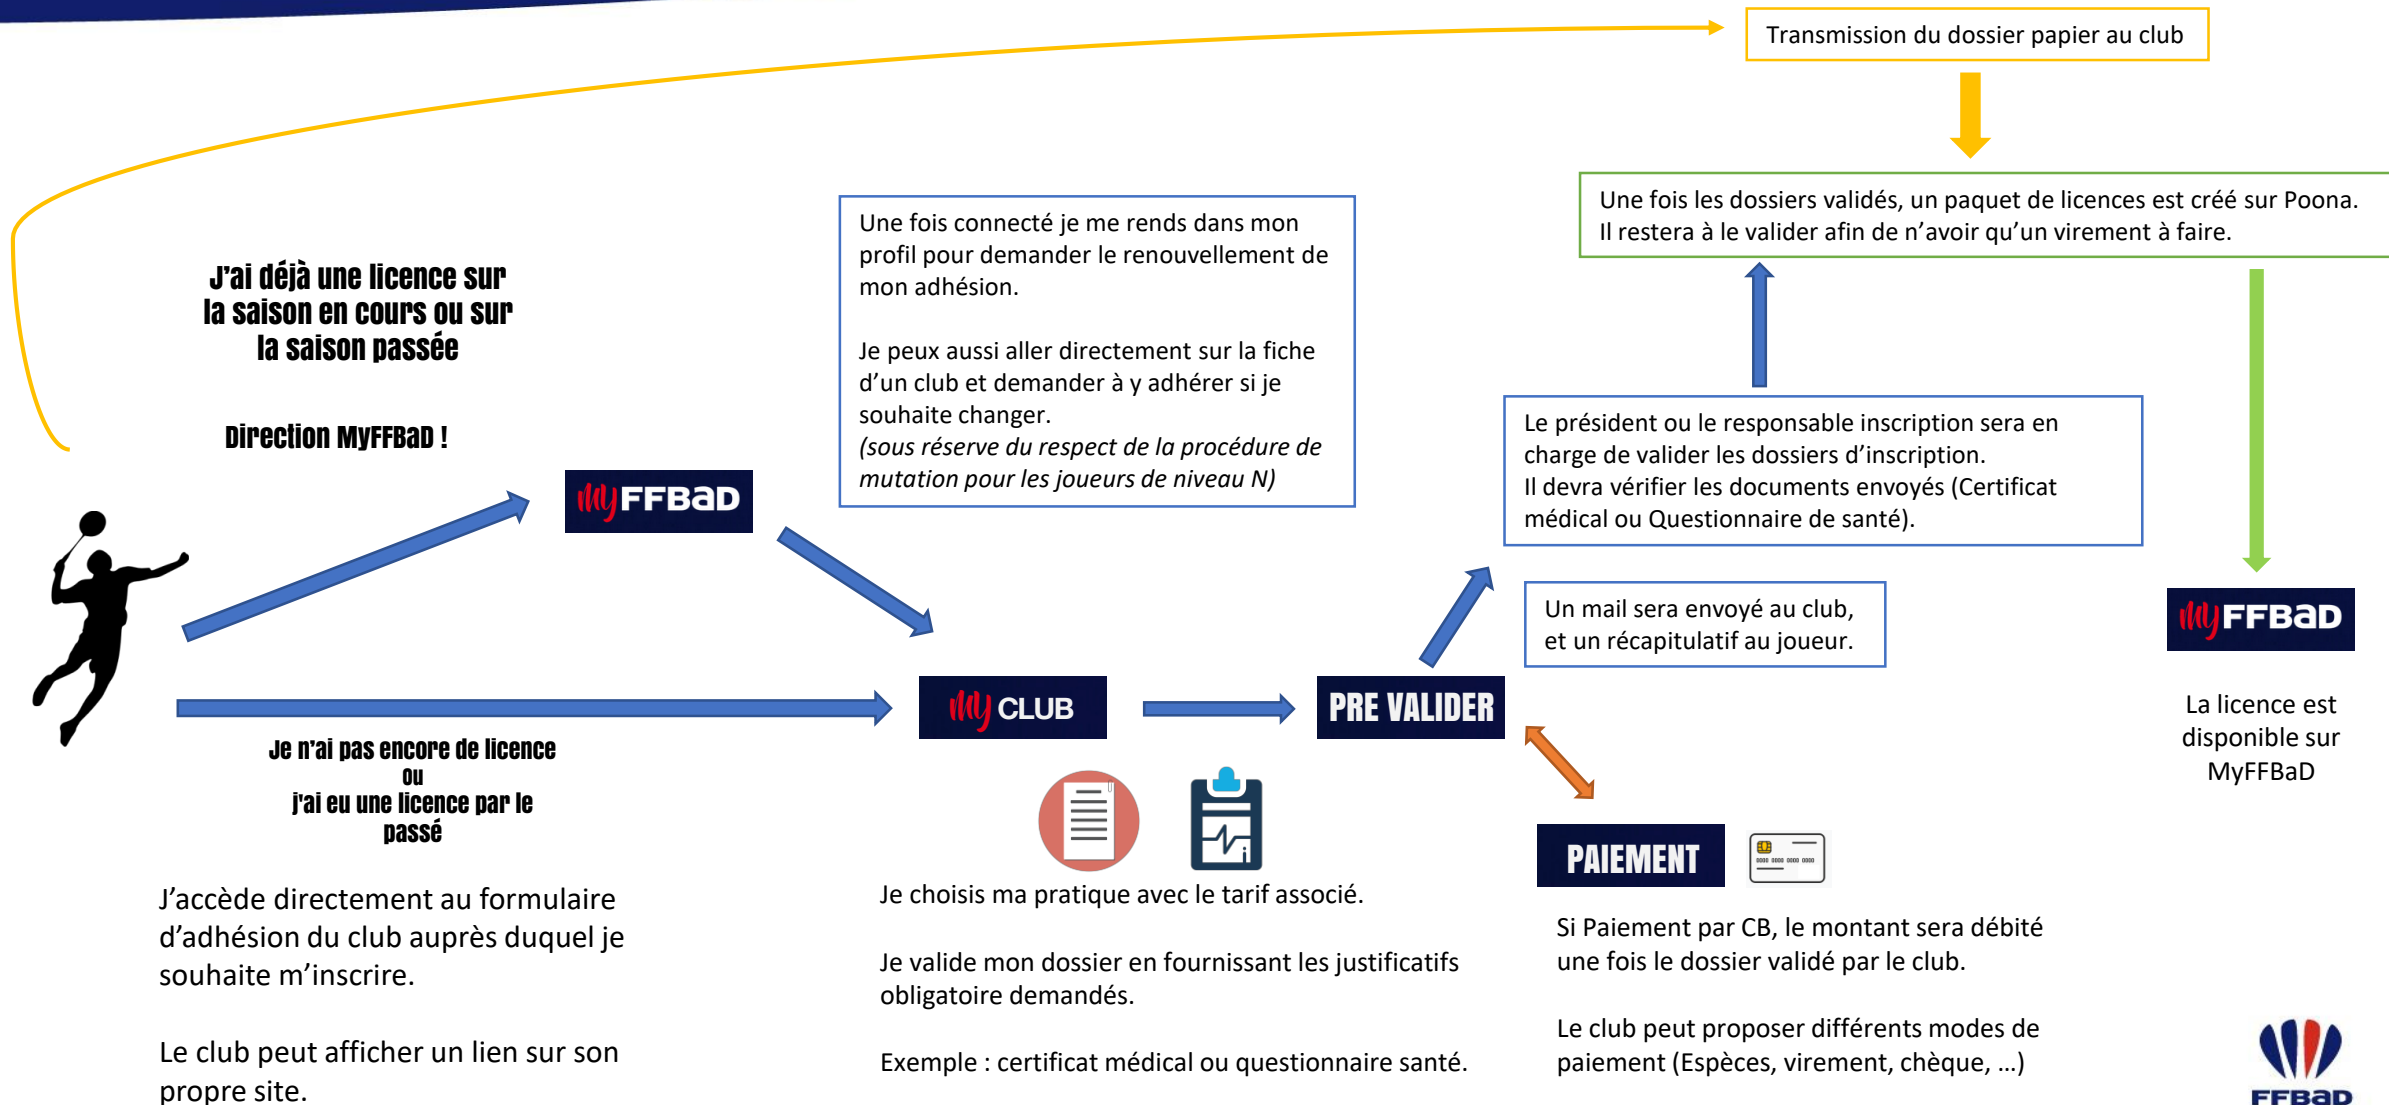 Transmission du dossier papier au club
Une fois les dossiers validés, un paquet de licences est créé sur Poona.
Il restera à le valider afin de n’avoir qu’un virement à faire.
J’ai déjà une licence sur
la saison en cours ou sur
la saison passée
Direction MyFFBaD !
MyFFBaD
Une fois connecté je me rends dans mon
profil pour demander le renouvellement de
mon adhésion.
Je peux aussi aller directement sur la fiche
d’un club et demander à y adhérer si je
souhaite changer.
(sous réserve du respect de la procédure de
mutation pour les joueurs de niveau N)
Le président ou le responsable inscription sera en
charge de valider les dossiers d’inscription.
Il devra vérifier les documents envoyés (Certificat
médical ou Questionnaire de santé).
Un mail sera envoyé au club,
et un récapitulatif au joueur.
MyFFBaD
La licence est
disponible sur
MyFFBaD
My CLUB
PRE VALIDER
Je n’ai pas encore de licence
ou
j'ai eu une licence par le
passé
J’accède directement au formulaire
d’adhésion du club auprès duquel je
souhaite m’inscrire.
Le club peut afficher un lien sur son
propre site.
Je choisis ma pratique avec le tarif associé.
Je valide mon dossier en fournissant les justificatifs
obligatoire demandés.
Exemple : certificat médical ou questionnaire santé.
PAIEMENT
0000 0000 0000 0000
Si Paiement par CB, le montant sera débité
une fois le dossier validé par le club.
Le club peut proposer différents modes de
paiement (Espèces, virement, chèque, …)
FFBaD